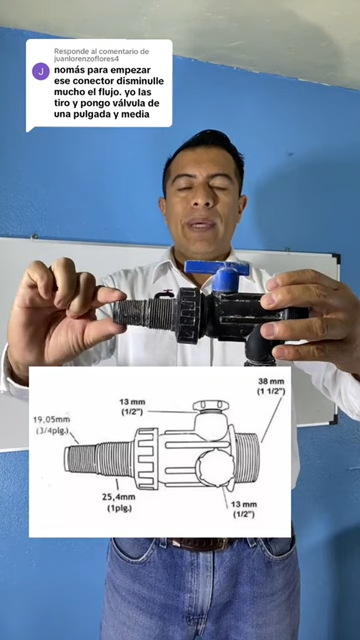 Responde al comentario de
juanlorenzoflores4
J
nomás para empezar
ese conector disminulle
mucho el flujo. yo las
tiro y pongo válvula de
una pulgada y media
38 mm
(1 1/2")
13 mm
(1/2")
19,05mm
(3/4plg.)
25,4mm
(1plg.)
13 mm
(1/2")